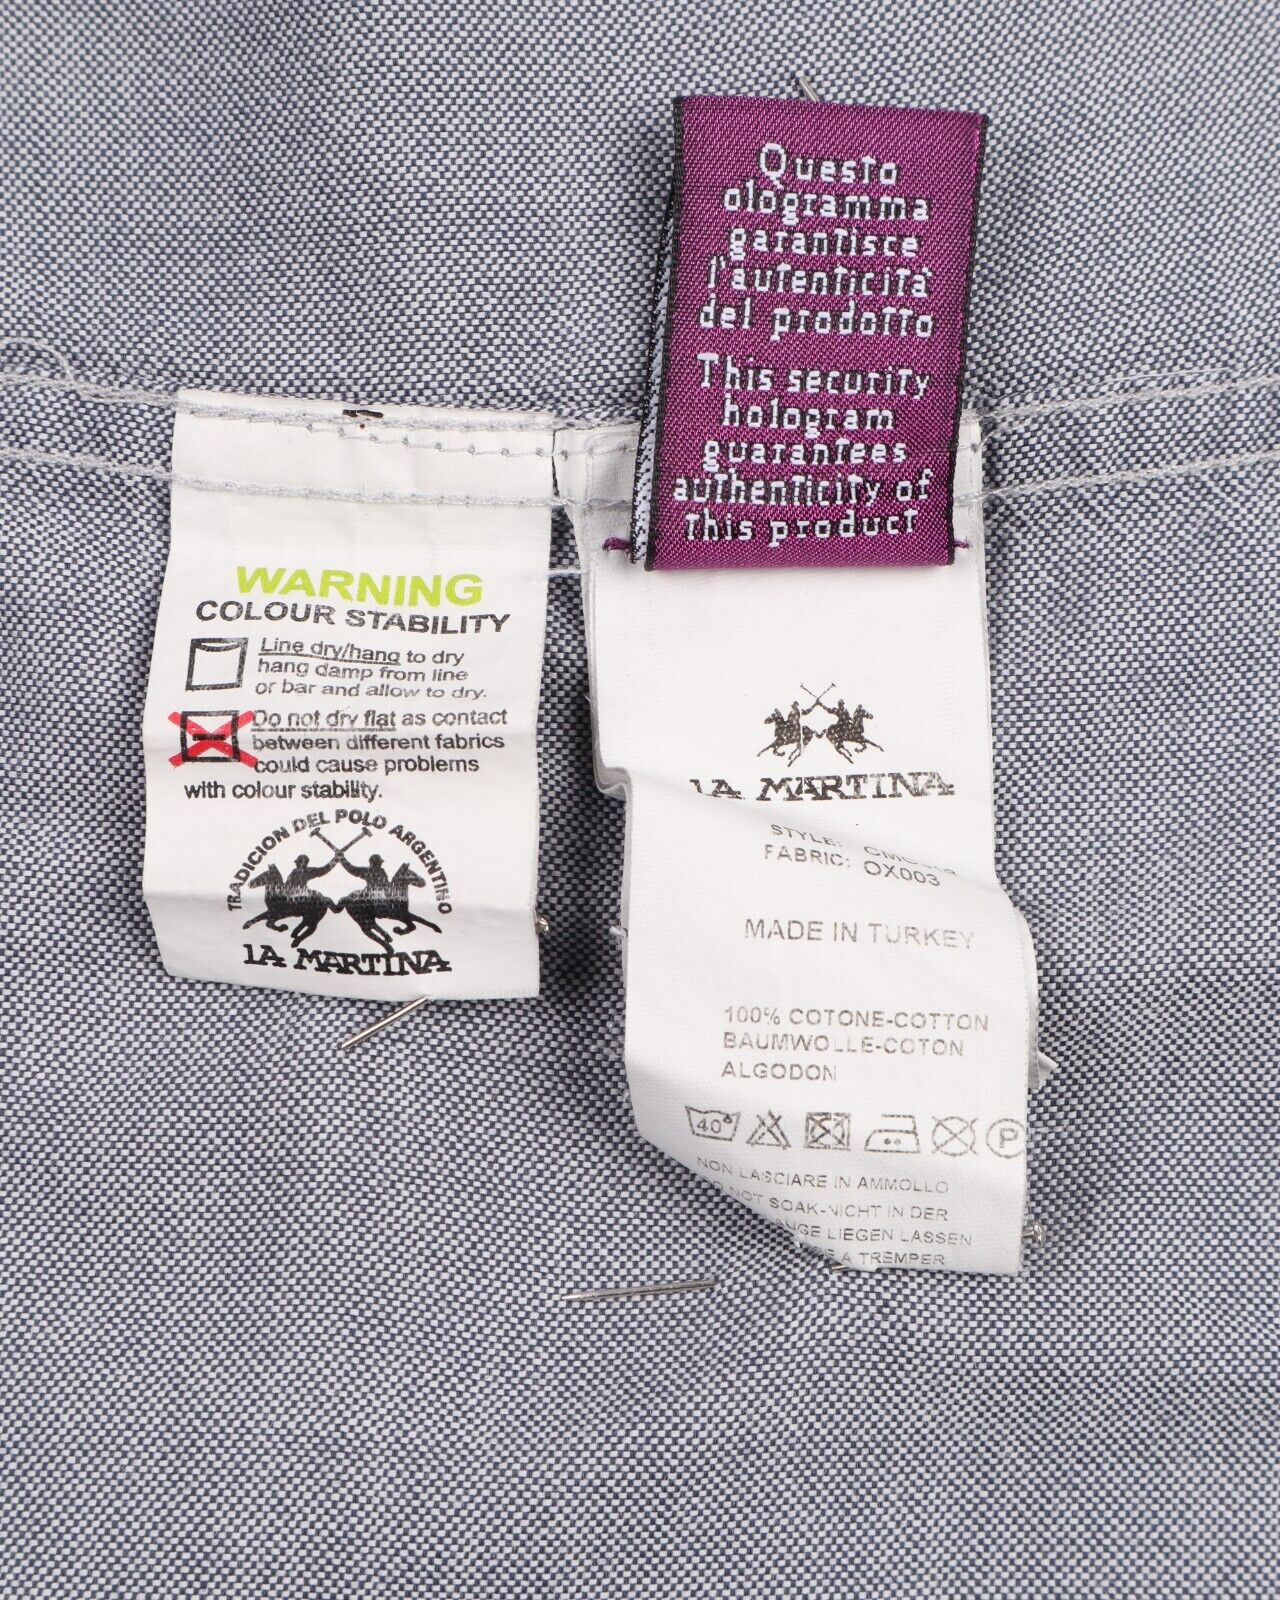 Questo
ologramma
garantisce
l'autenticità
del prodotto
This security
hologram
guarantees
authenticity of
this product
WARNING
COLOUR STABILITY
Line dry/hang to dry
hang damp from line
or bar and allow to dry.
Do not dry flat as contact
between different fabrics
could cause problems
with colour stability.
TRADICION DEL POLO ARGENTINO
LA MARTINA
LA MARTINA
STYLE:
FABRIC: OX003
MADE IN TURKEY
100% COTONE-COTTON
BAUMWOLLE-COTON
ALGODON
40° P
NON LASCIARE IN AMMOLLO
NOT SOAK-NICHT IN DER
LIEGEN LASSEN
A TREMPER